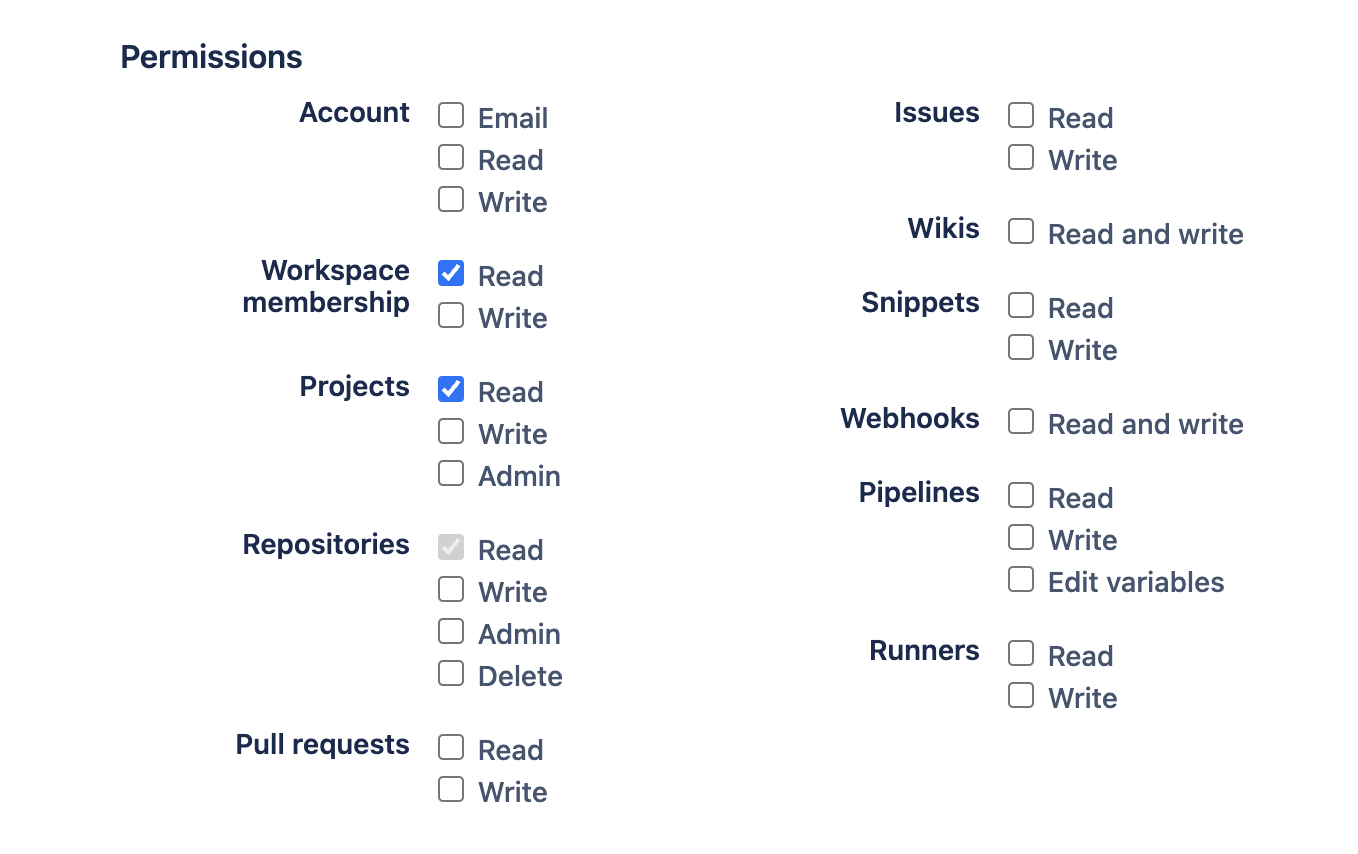 Permissions
Account
Email
Read
Write
Workspace
membership
Read
Write
Projects
Read
Write
Admin
Repositories
Read
Write
Admin
Delete
Pull requests
Read
Write
Issues
Read
Write
Wikis
Read and write
Snippets
Read
Write
Webhooks
Read and write
Pipelines
Read
Write
Edit variables
Runners
Read
Write